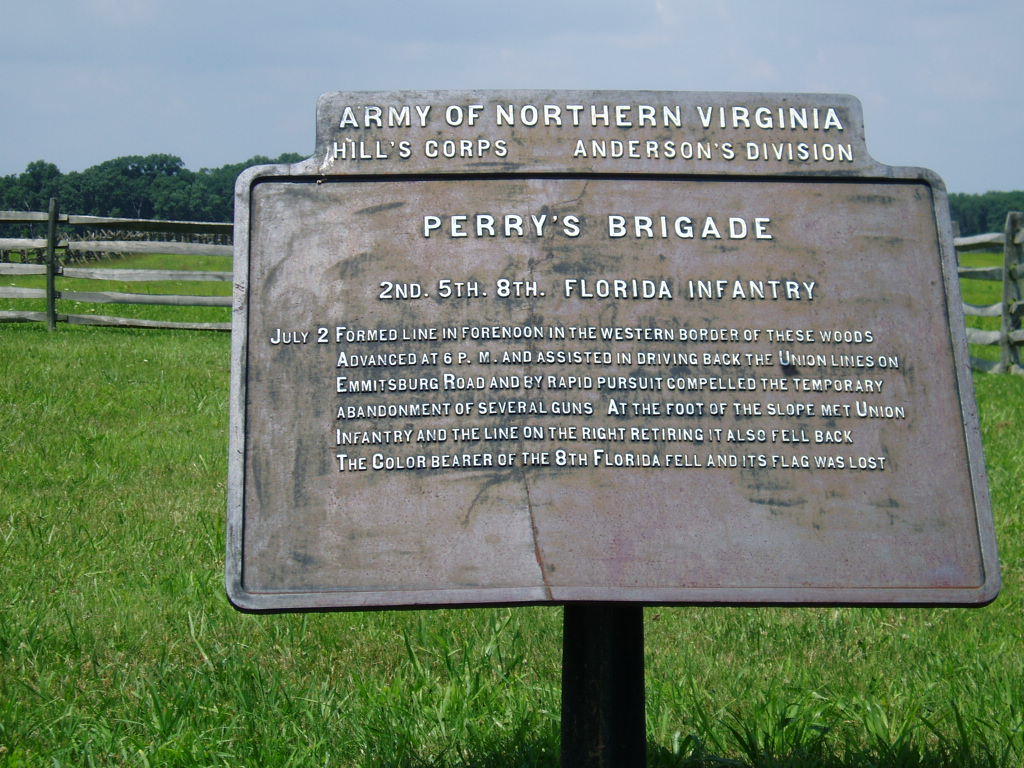 ARMY OF NORTHERN VIRGINIA
HILL'S CORPS ANDERSON'S DIVISION
PERRY'S BRIGADE
2ND. 5TH. 8TH. FLORIDA INFANTRY
JULY 2 FORMED LINE IN FORENOON IN THE WESTERN BORDER OF THESE WOODS
ADVANCED AT 6 P. M. AND ASSISTED IN DRIVING BACK THE UNION LINES ON
EMMITSBURG ROAD AND BY RAPID PURSUIT COMPELLED THE TEMPORARY
ABANDONMENT OF SEVERAL GUNS AT THE FOOT OF THE SLOPE MET UNION
INFANTRY AND THE LINE ON THE RIGHT RETIRING IT ALSO FELL BACK
THE COLOR BEARER OF THE 8TH FLORIDA FELL AND ITS FLAG WAS LOST